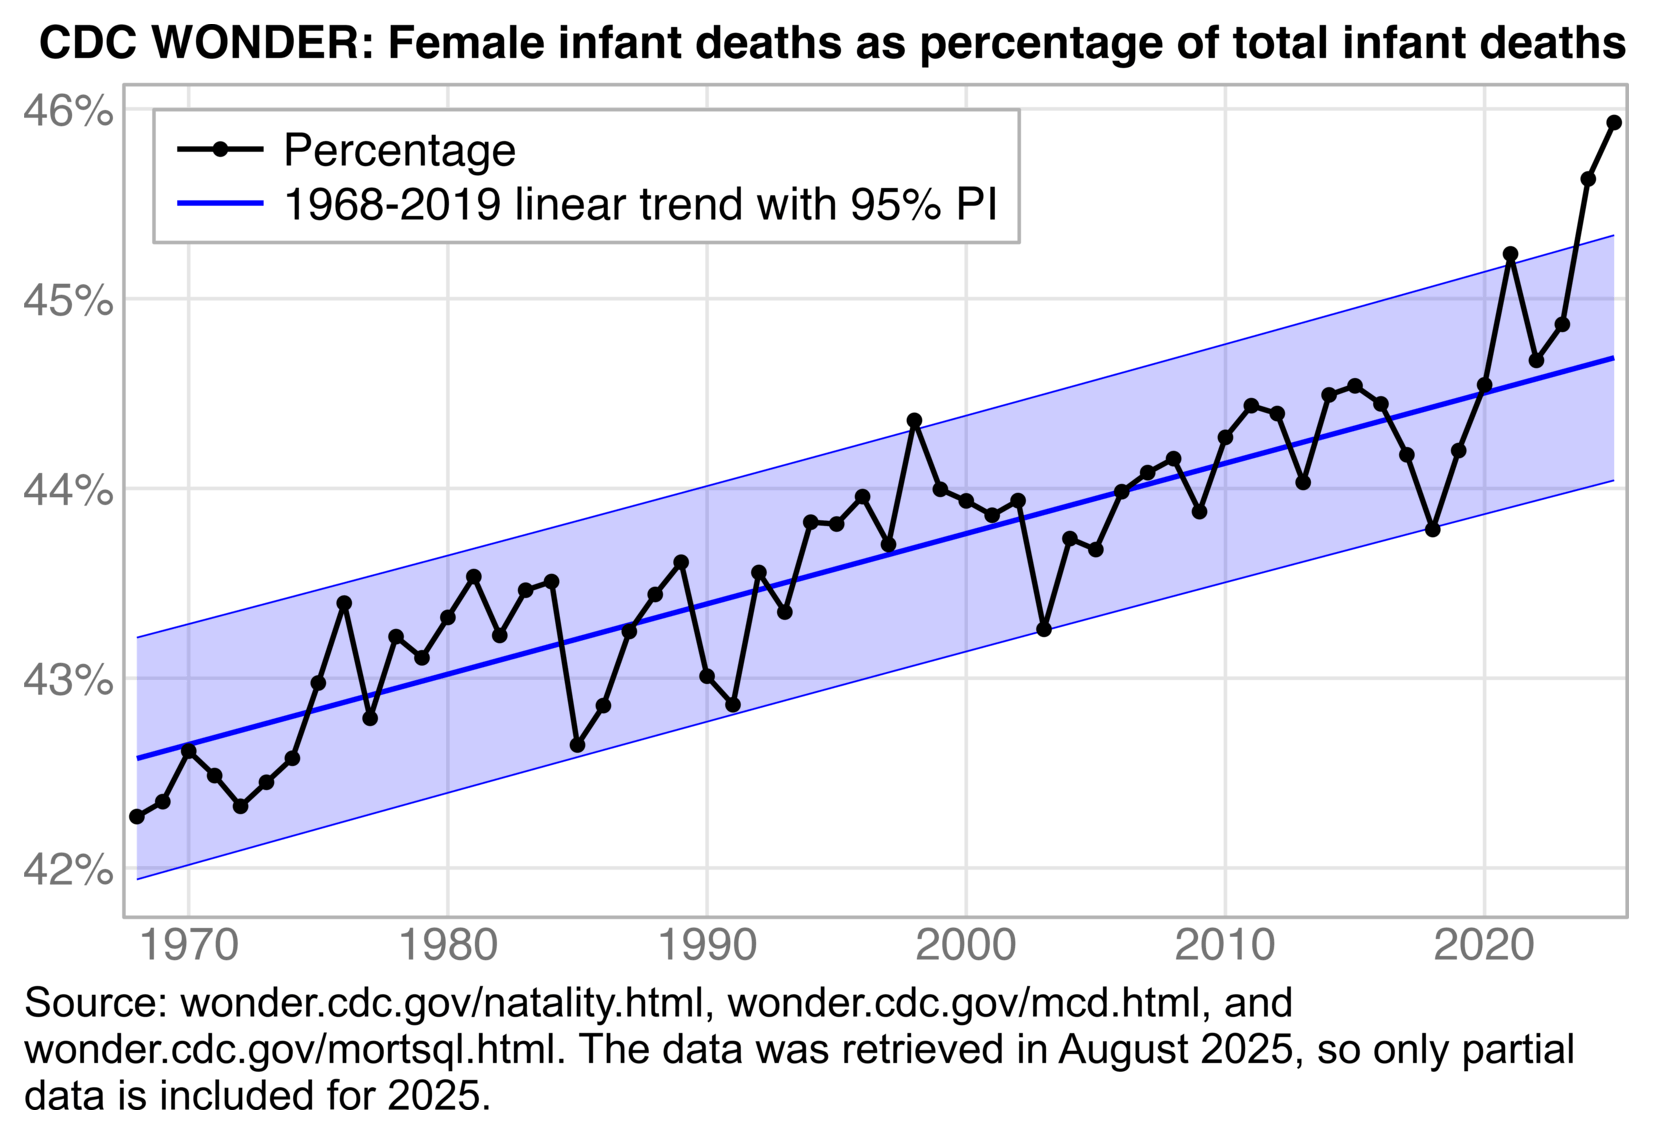 CDC WONDER: Female infant deaths as percentage of total infant deaths
46%
Percentage
1968-2019 linear trend with 95% PI
45%
44%
43%
42%
1970 1980 1990 2000 2010 2020
Source: wonder.cdc.gov/natality.html, wonder.cdc.gov/mcd.html, and
wonder.cdc.gov/mortsql.html. The data was retrieved in August 2025, so only partial
data is included for 2025.